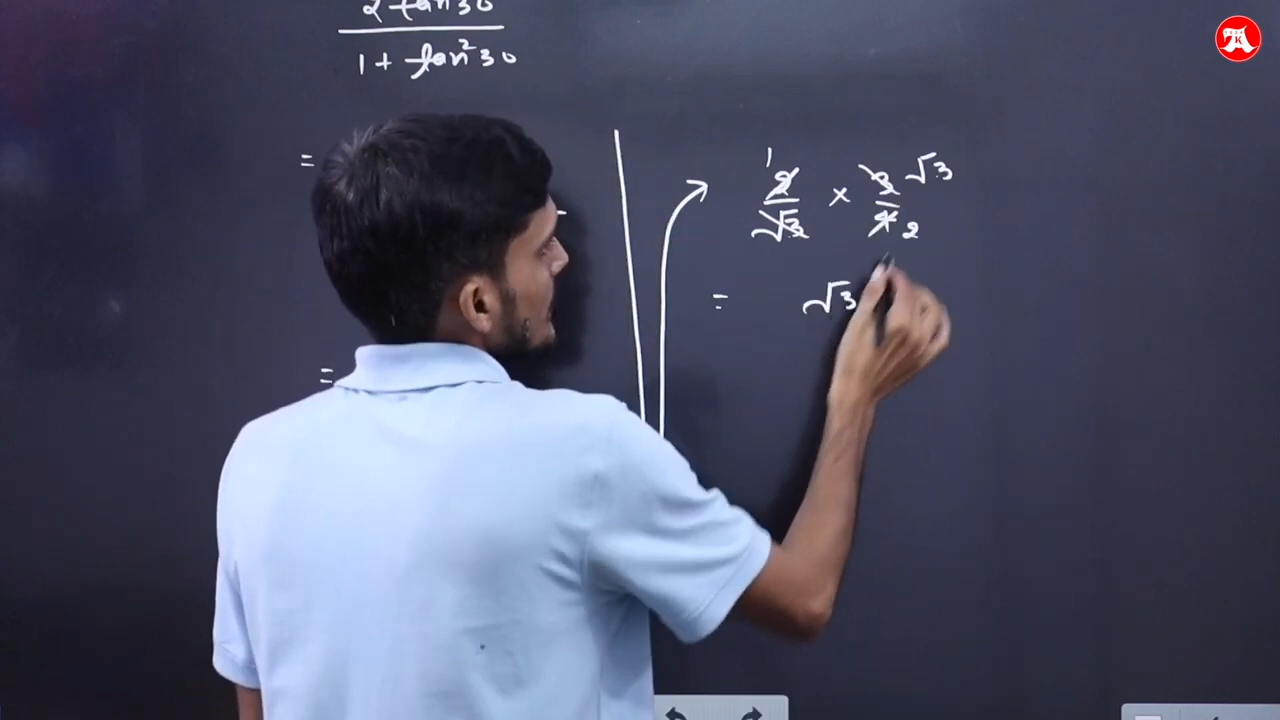 2 tan 30
1 + tan² 30
=
=
1
2/√3 × 3/4 √3
2
= √3